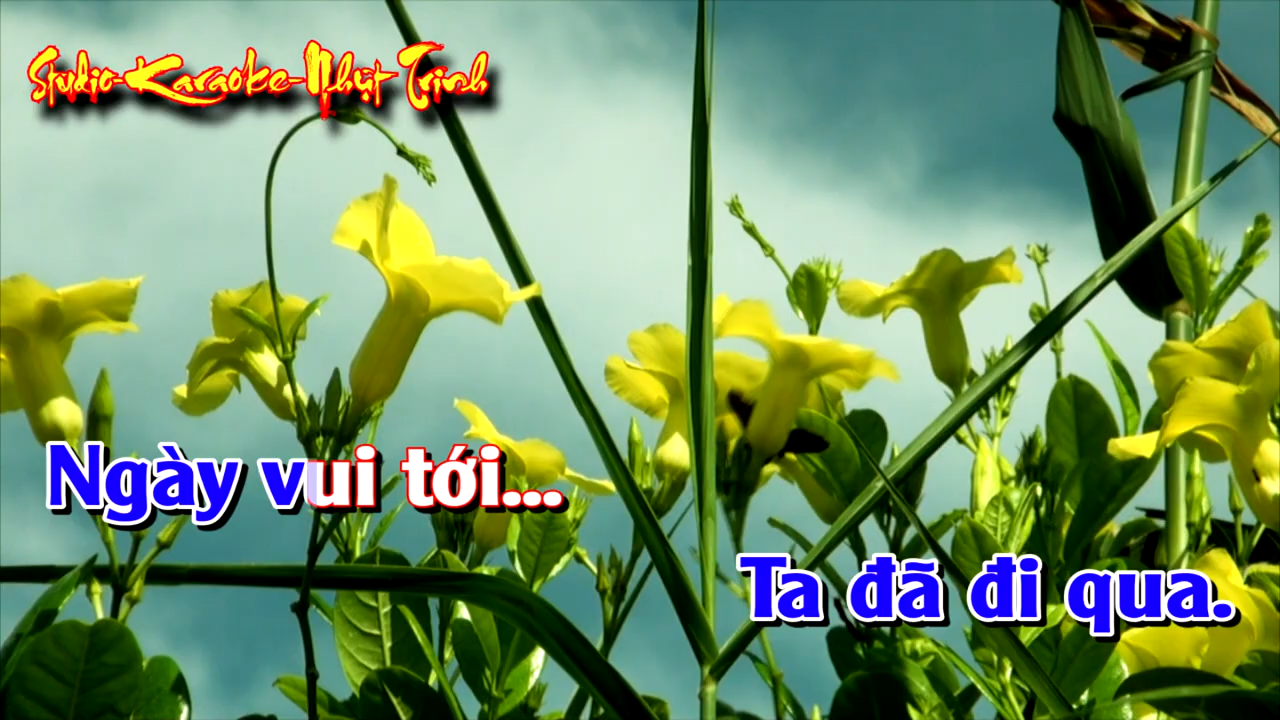 Studio-Karaoke-Nhựt Trinh
Ngày vui tới...
Ta đã đi qua.